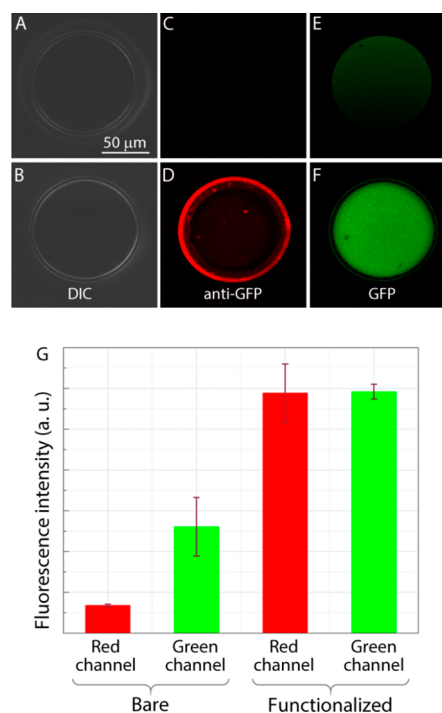 A
C
E
50 μm
B
D
F
DIC
anti-GFP
GFP
G
Fluorescence intensity (a. u.)
Red channel
Green channel
Red channel
Green channel
Bare
Functionalized